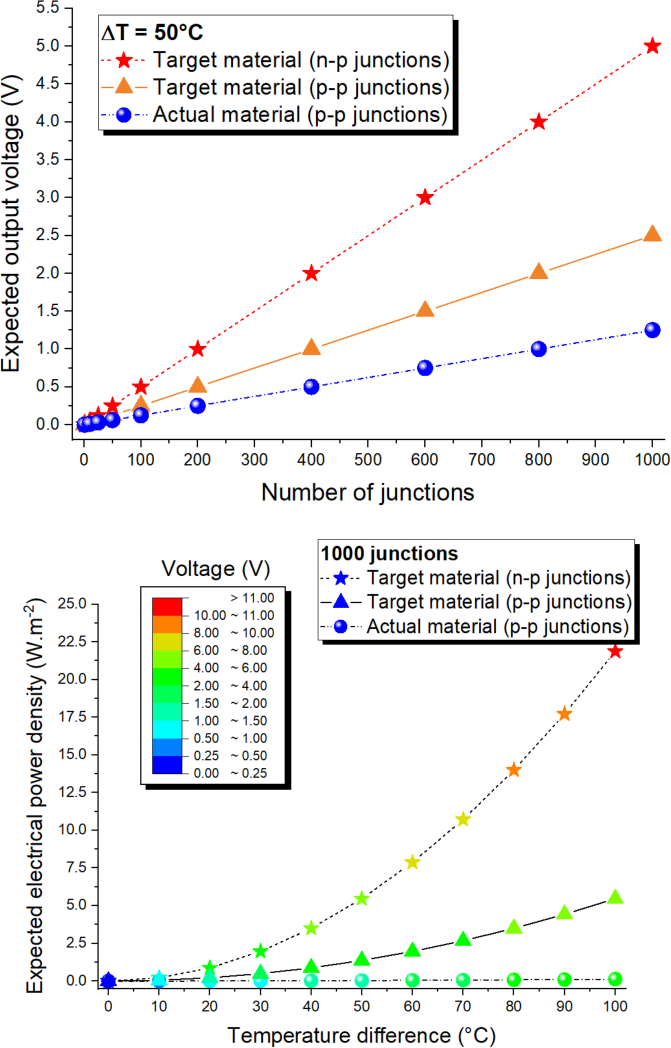 ΔT = 50°C
Target material (n-p junctions)
Target material (p-p junctions)
Actual material (p-p junctions)
Expected output voltage (V)
5.0
4.5
4.0
3.5
3.0
2.5
2.0
1.5
1.0
0.5
0.0
0 100 200 300 400 500 600 700 800 900 1000
Number of junctions
1000 junctions
Target material (n-p junctions)
Target material (p-p junctions)
Actual material (p-p junctions)
Voltage (V)
> 11.00
10.00 ~ 11.00
8.00 ~ 10.00
6.00 ~ 8.00
4.00 ~ 6.00
2.00 ~ 4.00
1.50 ~ 2.00
1.00 ~ 1.50
0.50 ~ 1.00
0.25 ~ 0.50
0.00 ~ 0.25
Expected electrical power density (W.m-2)
25.0
22.5
20.0
17.5
15.0
12.5
10.0
7.5
5.0
2.5
0.0
0 10 20 30 40 50 60 70 80 90 100
Temperature difference (°C)